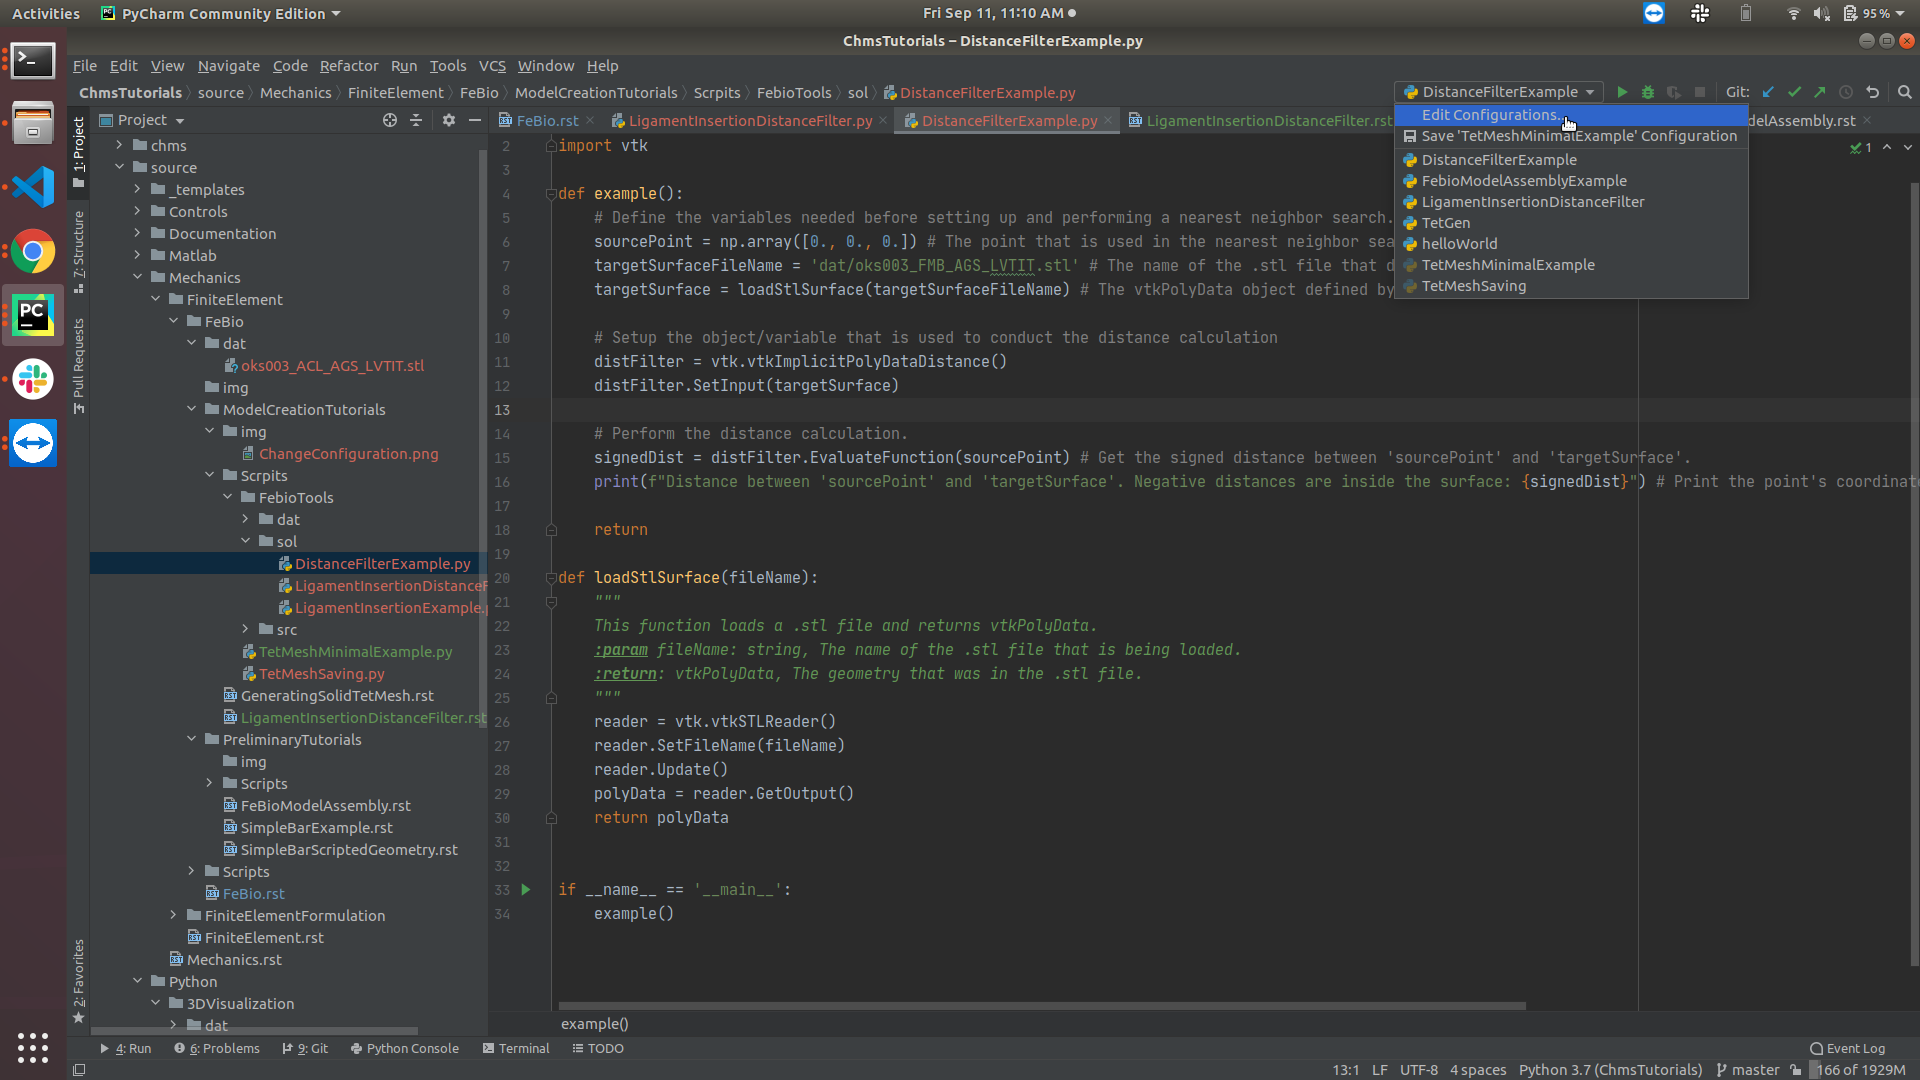 Activities PyCharm Community Edition Fri Sep 11, 11:10 AM 95 %
ChmsTutorials – DistanceFilterExample.py
File Edit View Navigate Code Refactor Run Tools VCS Window Help
ChmsTutorials source Mechanics FiniteElement FeBio ModelCreationTutorials Scrpits FebioTools sol DistanceFilterExample.py DistanceFilterExample Git:
Project FeBio.rst LigamentInsertionDistanceFilter.py DistanceFilterExample.py LigamentInsertionDistanceFilter.rst delAssembly.rst
Edit Configurations...
Save 'TetMeshMinimalExample' Configuration
DistanceFilterExample
FebioModelAssemblyExample
LigamentInsertionDistanceFilter
TetGen
helloWorld
TetMeshMinimalExample
TetMeshSaving
1
1: Project
7: Structure
Pull Requests
2: Favorites
chms
source
_templates
Controls
Documentation
Matlab
Mechanics
FiniteElement
FeBio
dat
oks003_ACL_AGS_LVTIT.stl
img
ModelCreationTutorials
img
ChangeConfiguration.png
Scrpits
FebioTools
dat
sol
DistanceFilterExample.py
LigamentInsertionDistanceF
LigamentInsertionExample.
src
TetMeshMinimalExample.py
TetMeshSaving.py
GeneratingSolidTetMesh.rst
LigamentInsertionDistanceFilter.rst
PreliminaryTutorials
img
Scripts
FeBioModelAssembly.rst
SimpleBarExample.rst
SimpleBarScriptedGeometry.rst
Scripts
FeBio.rst
FiniteElementFormulation
FiniteElement.rst
Mechanics.rst
Python
3DVisualization
dat
2 import vtk
3
4 def example():
5 # Define the variables needed before setting up and performing a nearest neighbor search.
6 sourcePoint = np.array([0., 0., 0.]) # The point that is used in the nearest neighbor sea
7 targetSurfaceFileName = 'dat/oks003_FMB_AGS_LVTIT.stl' # The name of the .stl file that d
8 targetSurface = loadStlSurface(targetSurfaceFileName) # The vtkPolyData object defined by
9
10 # Setup the object/variable that is used to conduct the distance calculation
11 distFilter = vtk.vtkImplicitPolyDataDistance()
12 distFilter.SetInput(targetSurface)
13
14 # Perform the distance calculation.
15 signedDist = distFilter.EvaluateFunction(sourcePoint) # Get the signed distance between 'sourcePoint' and 'targetSurface'.
16 print(f"Distance between 'sourcePoint' and 'targetSurface'. Negative distances are inside the surface: {signedDist}") # Print the point's coordinat
17
18 return
19
20 def loadStlSurface(fileName):
21 """
22 This function loads a .stl file and returns vtkPolyData.
23 :param fileName: string, The name of the .stl file that is being loaded.
24 :return: vtkPolyData, The geometry that was in the .stl file.
25 """
26 reader = vtk.vtkSTLReader()
27 reader.SetFileName(fileName)
28 reader.Update()
29 polyData = reader.GetOutput()
30 return polyData
31
32
33 if __name__ == '__main__':
34 example()
example()
4: Run 6: Problems 9: Git Python Console Terminal TODO Event Log
13:1 LF UTF-8 4 spaces Python 3.7 (ChmsTutorials) master 166 of 1929M